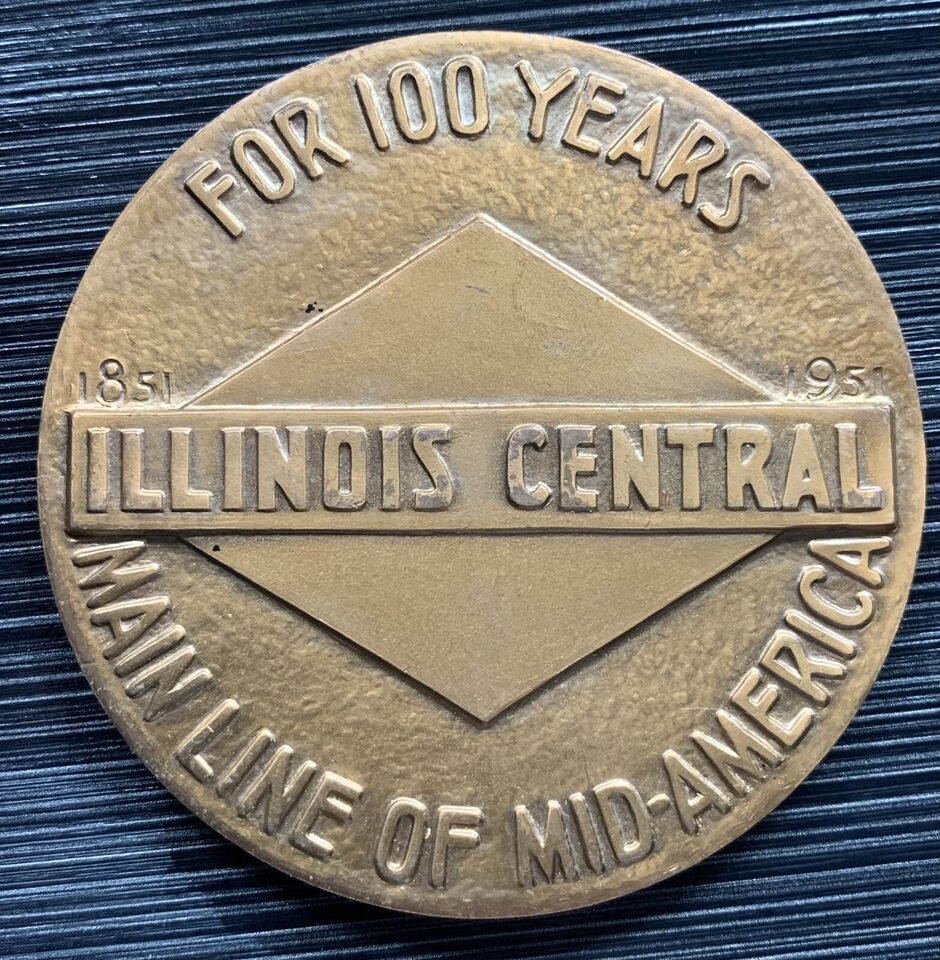 FOR 100 YEARS
1851 1951
ILLINOIS CENTRAL
MAIN LINE OF MID-AMERICA